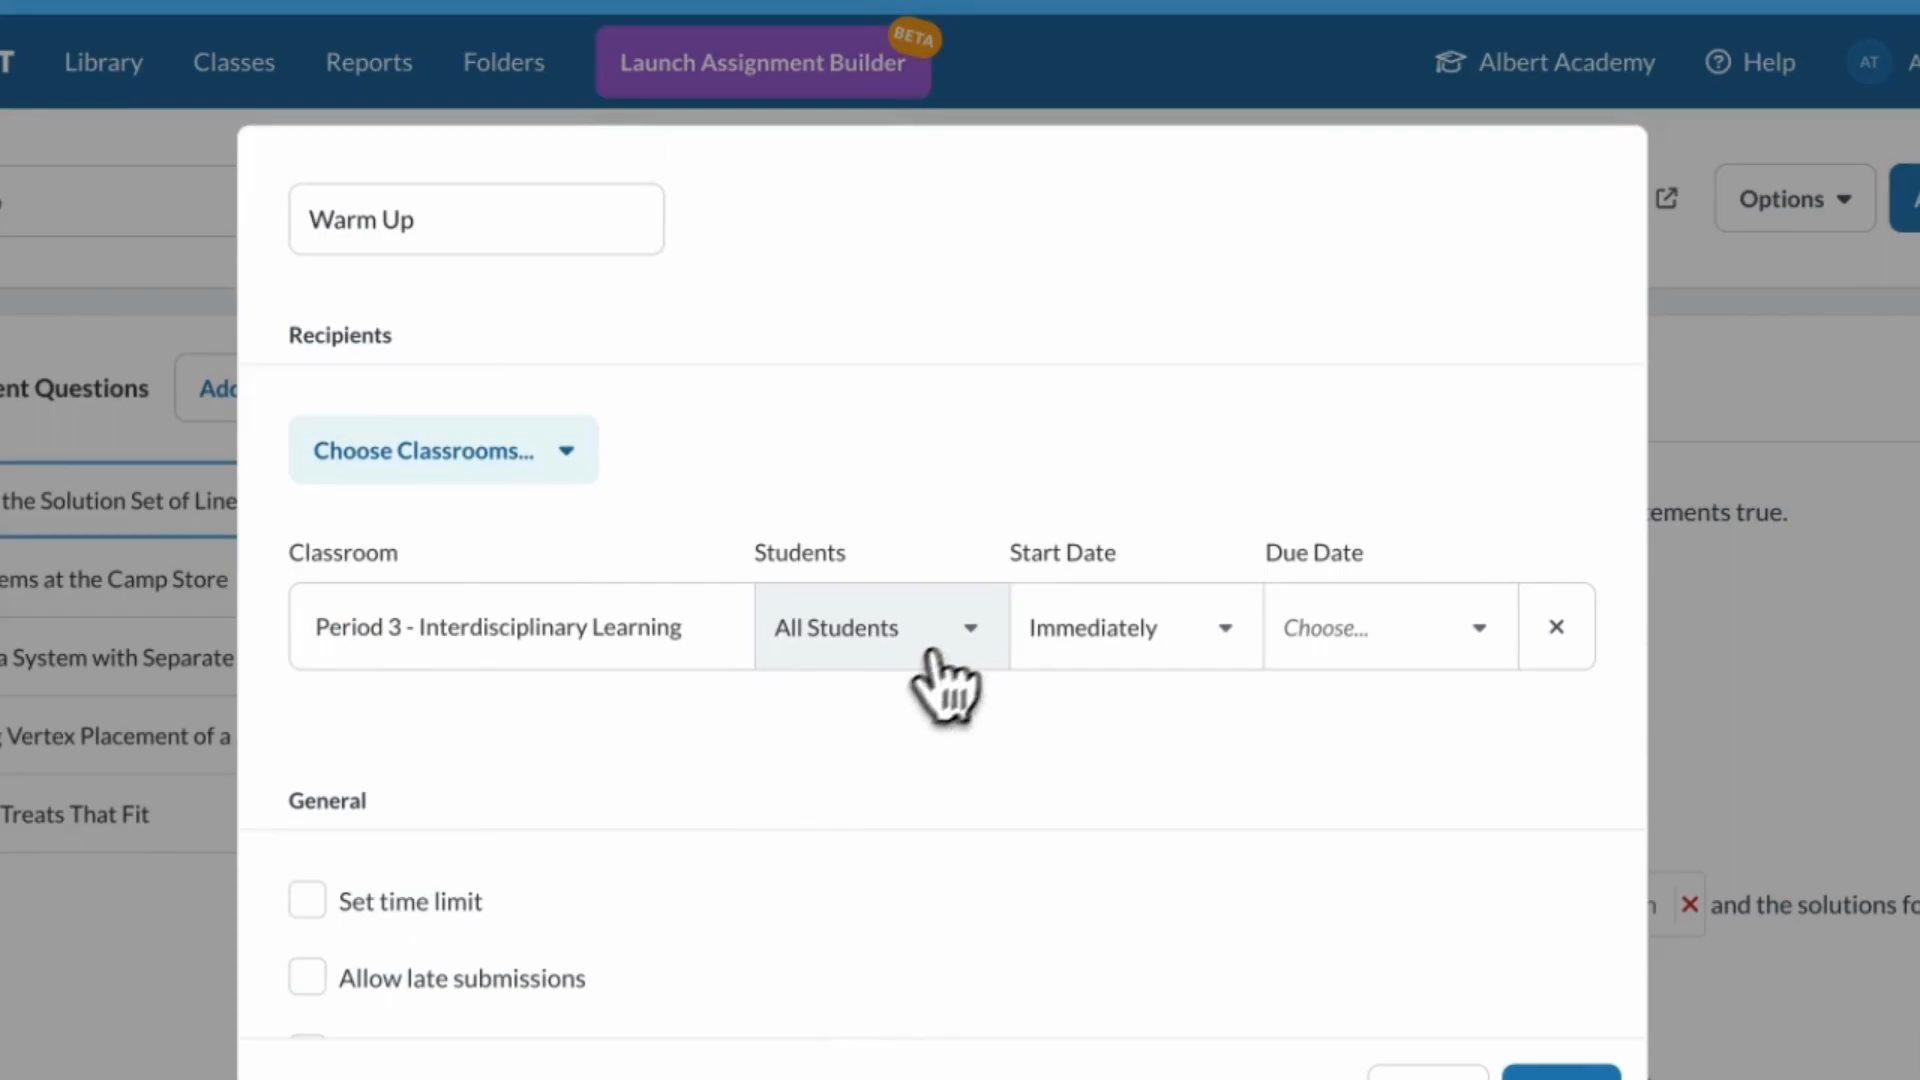 T Library Classes Reports Folders Launch Assignment Builder BETA Albert Academy Help AT A
Warm Up
Options
Recipients
ent Questions Add
Choose Classrooms...
the Solution Set of Line
ements true.
Classroom Students Start Date Due Date
ems at the Camp Store
Period 3 - Interdisciplinary Learning All Students Immediately Choose...
a System with Separate
Vertex Placement of a
General
Treats That Fit
Set time limit
and the solutions fo
Allow late submissions